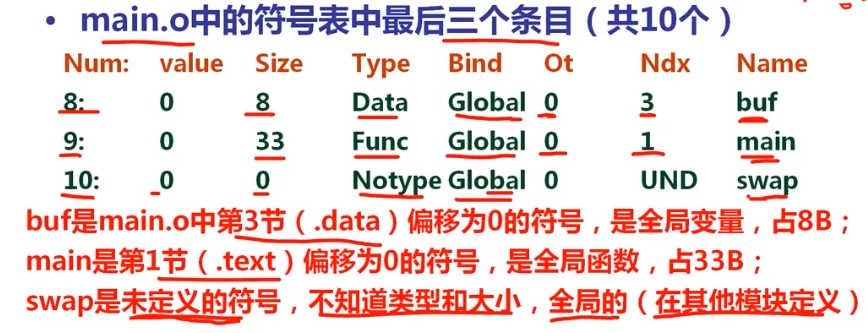 • main.o中的符号表中最后三个条目（共10个）
Num: value Size Type Bind Ot Ndx Name
8: 0 8 Data Global 0 3 buf
9: 0 33 Func Global 0 1 main
10: 0 0 Notype Global 0 UND swap
buf是main.o中第3节（.data）偏移为0的符号，是全局变量，占8B；
main是第1节（.text）偏移为0的符号，是全局函数，占33B；
swap是未定义的符号，不知道类型和大小，全局的（在其他模块定义）